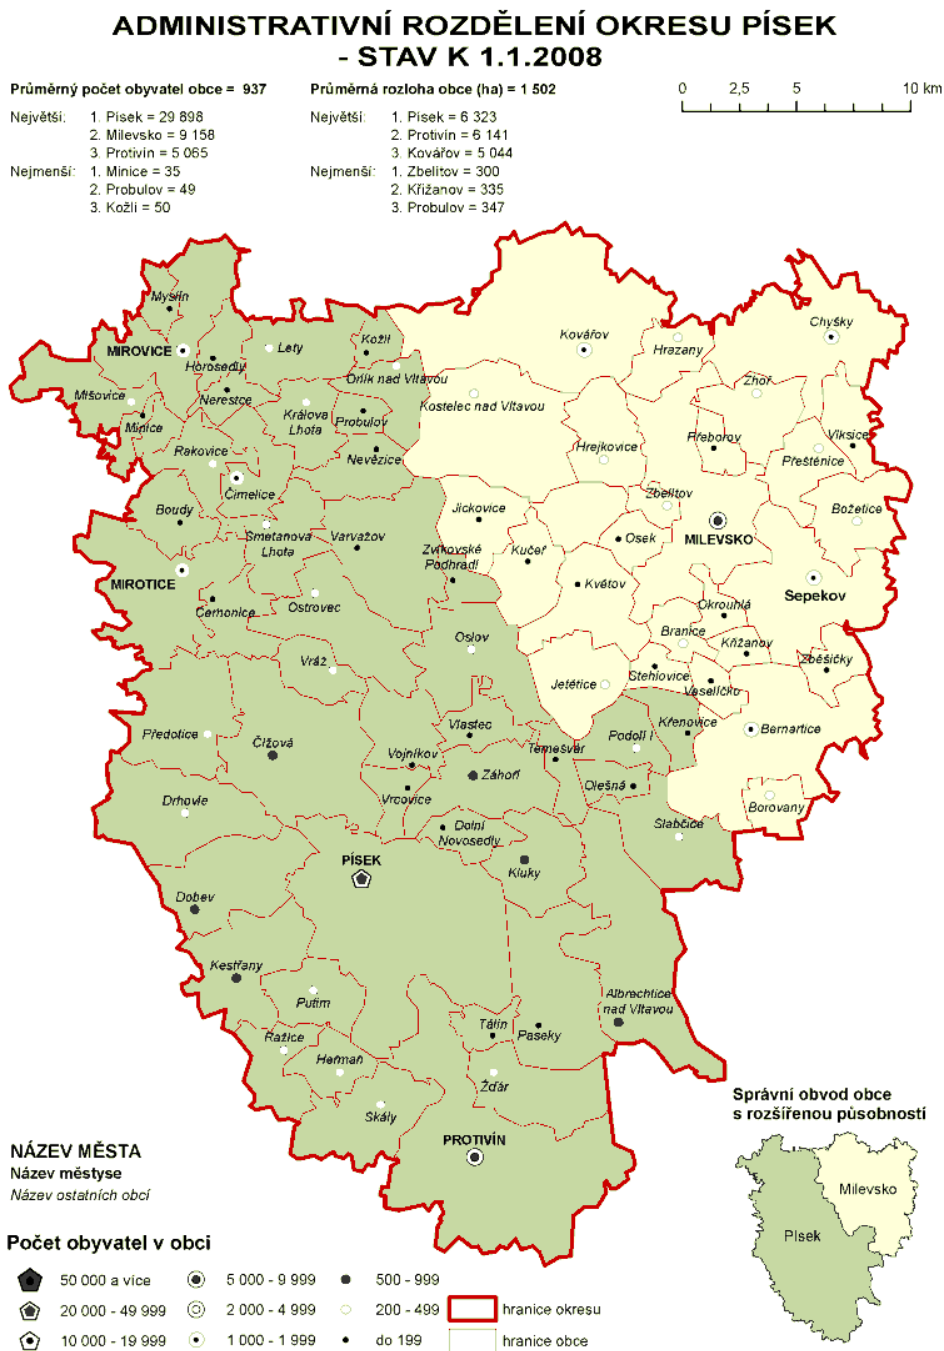 ADMINISTRATIVNÍ ROZDĚLENÍ OKRESU PÍSEK
- STAV K 1.1.2008
Průměrný počet obyvatel obce = 937
Největší: 1. Písek = 29 898
2. Milevsko = 9 158
3. Protivín = 5 065
Nejmenší: 1. Minice = 35
2. Probulov = 49
3. Kožlí = 50
Průměrná rozloha obce (ha) = 1 502
Největší: 1. Písek = 6 323
2. Protivín = 6 141
3. Kovářov = 5 044
Nejmenší: 1. Zbelítov = 300
2. Křižanov = 335
3. Probulov = 347
0 2,5 5 10 km
Myslín
MIROVICE
Horosedly
Lety
Kožlí
Orlík nad Vltavou
Kovářov
Hrazany
Chyšky
Mišovice
Minice
Nerestce
Králova
Lhota
Probulov
Nevězice
Kostelec nad Vltavou
Zhoř
Rakovice
Čimelice
Hrejkovice
Přeborov
Přeštěnice
Vlksice
Boudy
Smetanova
Lhota
Varvažov
Jickovice
Zvíkovské
Podhradí
Kučeř
Zbelítov
Osek
MILEVSKO
Božetice
MIROTICE
Cerhonice
Ostrovec
Květov
Sepekov
Okrouhlá
Branice
Křižanov
Zběšičky
Oslov
Vráž
Jetětice
Stehlovice
Vaselíčko
Předotice
Čížová
Vlastec
Vojníkov
Temešvár
Podolí I
Křenovice
Bernartice
Záhoří
Vrcovice
Olešná
Borovany
Drhovle
Dolní
Novosedly
Slabčice
PÍSEK
Kluky
Dobev
Kestřany
Putim
Albrechtice
nad Vltavou
Tálín
Paseky
Ražice
Heřmaň
Žďár
Skály
PROTIVÍN
Správní obvod obce
s rozšířenou působností
Milevsko
Písek
NÁZEV MĚSTA
Název městyse
Název ostatních obcí
Počet obyvatel v obci
50 000 a více 5 000 - 9 999 500 - 999
20 000 - 49 999 2 000 - 4 999 200 - 499 hranice okresu
10 000 - 19 999 1 000 - 1 999 do 199 hranice obce